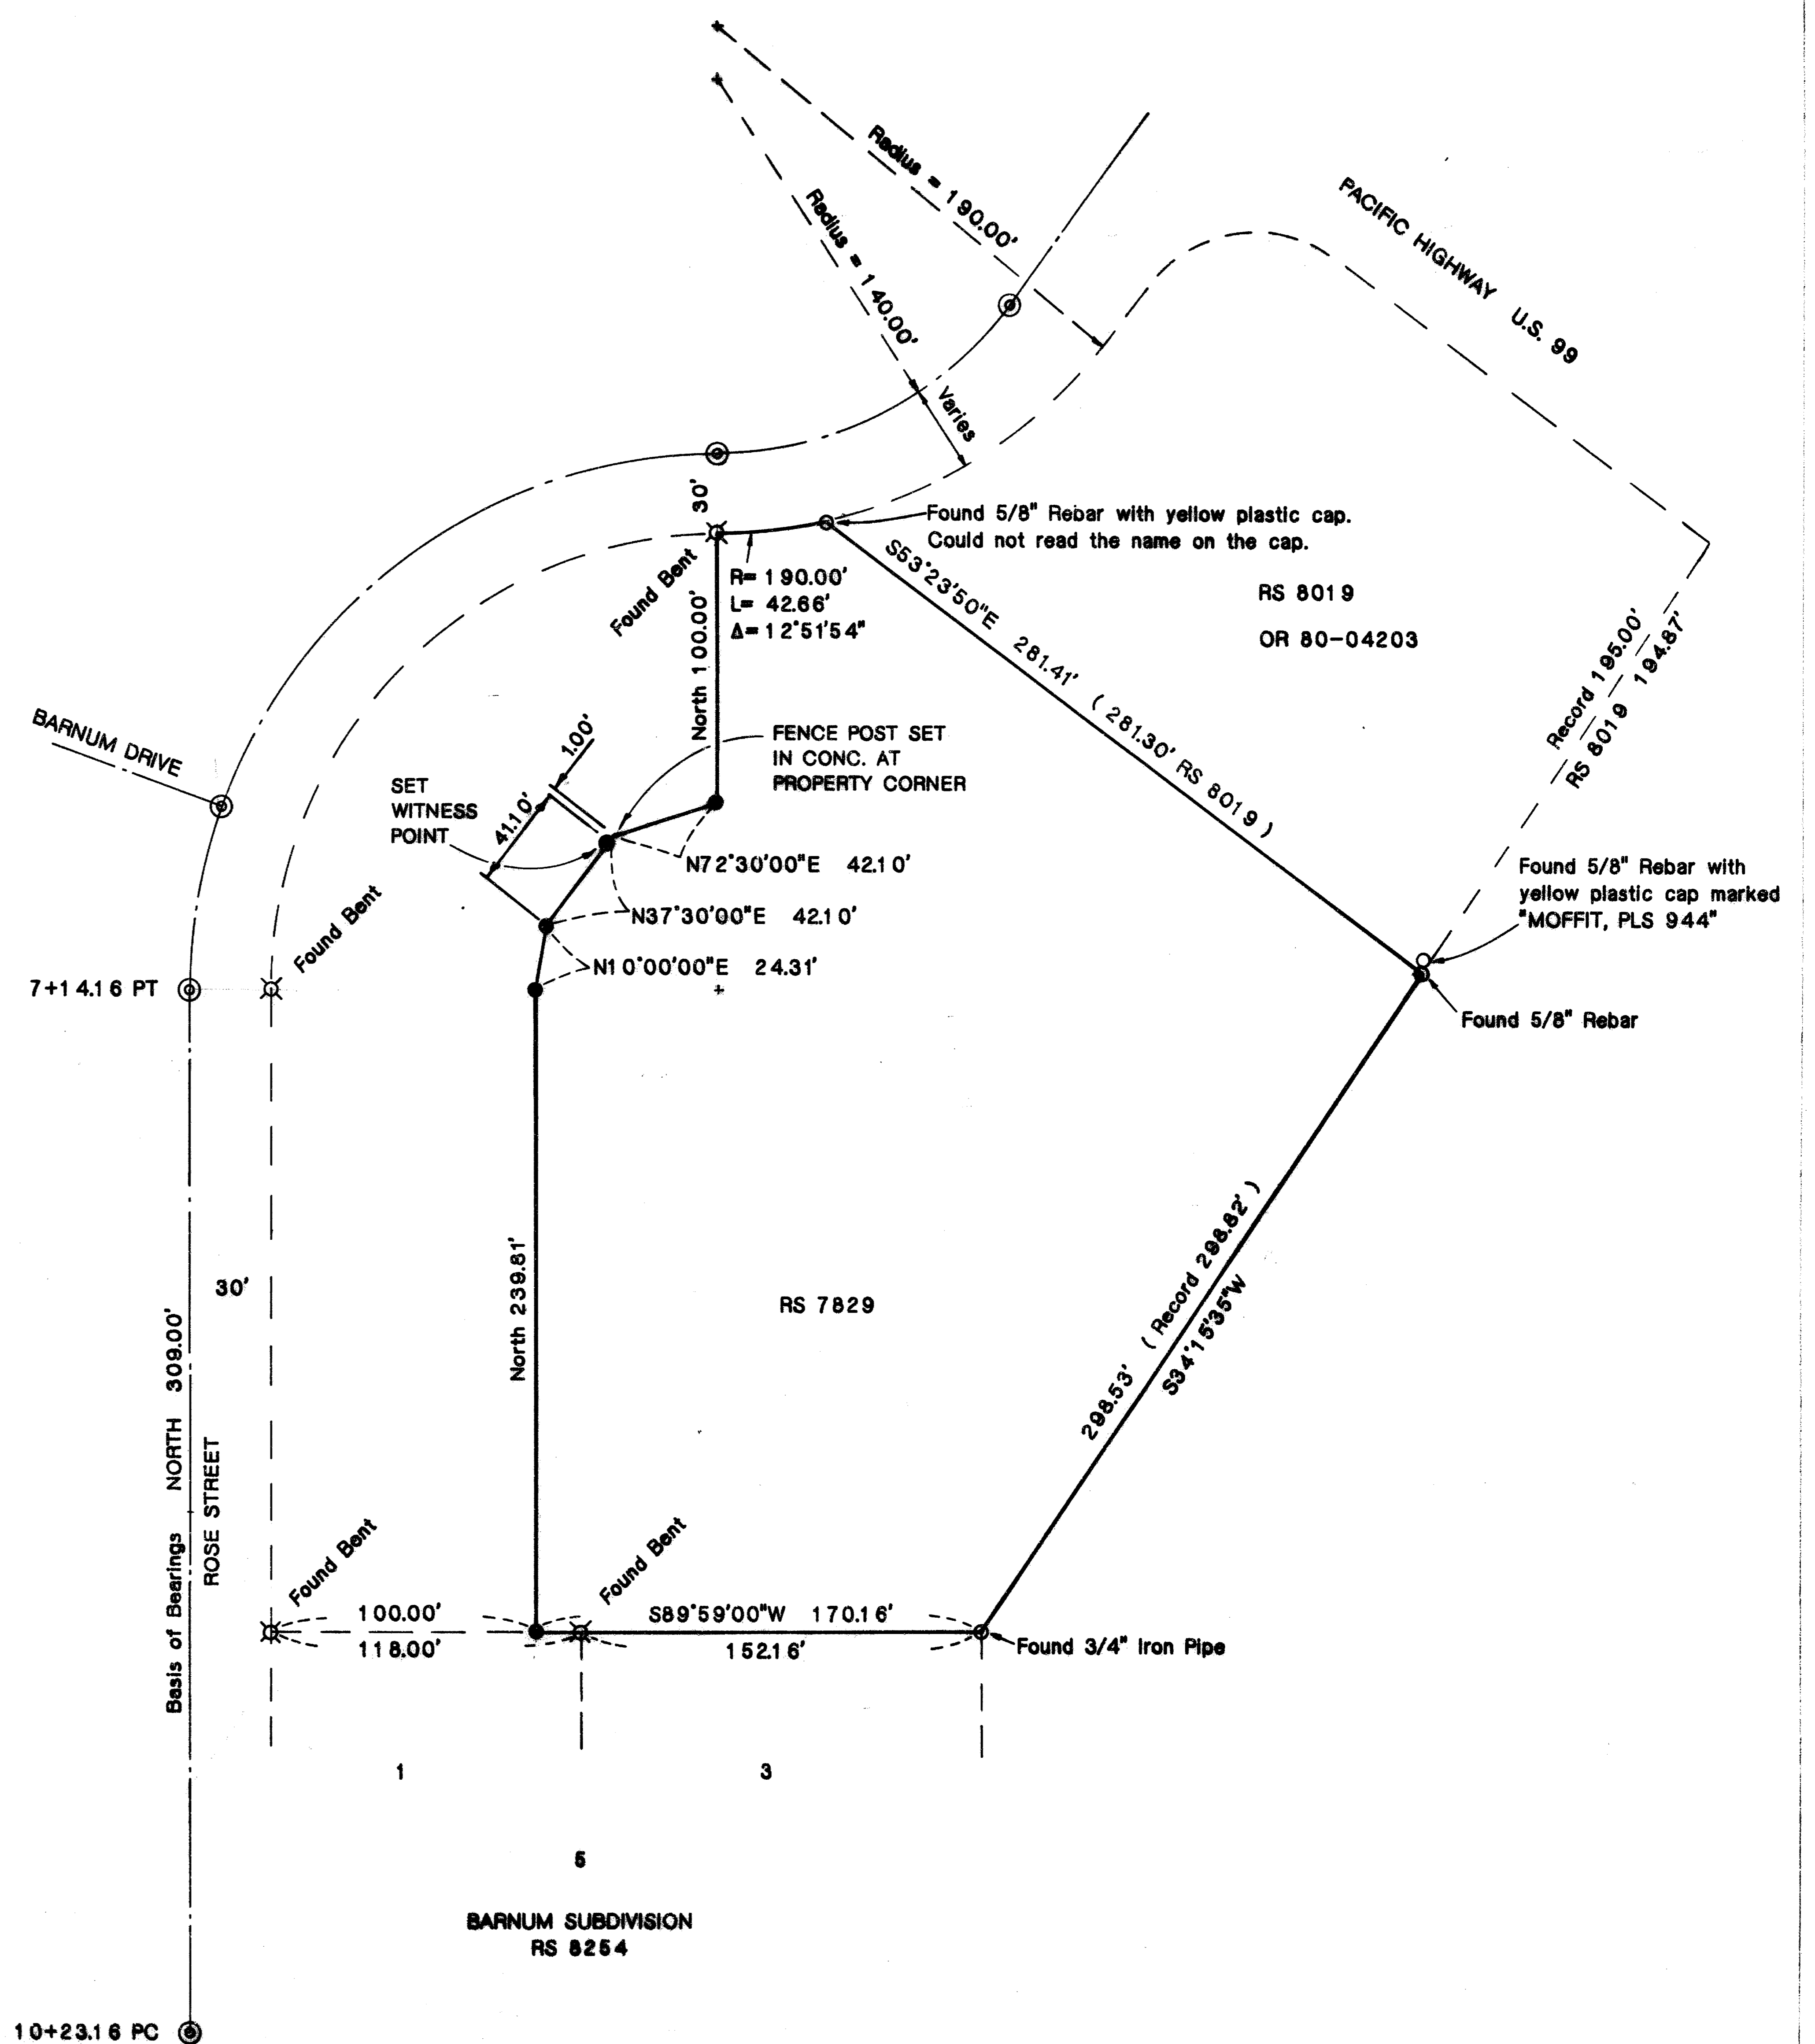 Radius = 190.00'
Radius = 140.00'
PACIFIC HIGHWAY U.S. 99
Varies
30'
Found 5/8" Rebar with yellow plastic cap.
Could not read the name on the cap.
Found Bent
R= 190.00'
L= 42.66'
Δ= 12°51'54"
North 100.00'
S53°23'50"E 281.41' ( 281.30' RS 8019 )
RS 8019
OR 80-04203
Record 195.00'
RS 8019 194.87'
BARNUM DRIVE
1.00'
41.10'
SET
WITNESS
POINT
FENCE POST SET
IN CONC. AT
PROPERTY CORNER
N72°30'00"E 42.10'
N37°30'00"E 42.10'
N10°00'00"E 24.31'
Found 5/8" Rebar with
yellow plastic cap marked
"MOFFIT, PLS 944"
Found 5/8" Rebar
Found Bent
7+14.16 PT
30'
North 239.81'
RS 7829
298.53' ( Record 298.82' )
S34°15'35"W
Basis of Bearings NORTH 309.00'
ROSE STREET
Found Bent
Found Bent
100.00'
118.00'
S89°59'00"W 170.16'
152.16'
Found 3/4" Iron Pipe
1
3
5
BARNUM SUBDIVISION
RS 8254
10+23.16 PC